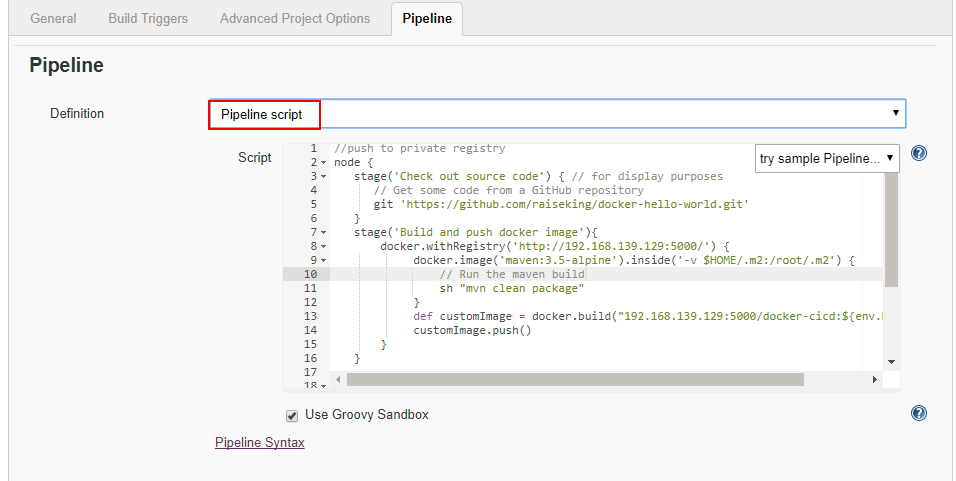 General Build Triggers Advanced Project Options Pipeline
Pipeline
Definition Pipeline script
Script try sample Pipeline... ?
1 //push to private registry
2 node {
3 stage('Check out source code') { // for display purposes
4 // Get some code from a GitHub repository
5 git 'https://github.com/raiseking/docker-hello-world.git'
6 }
7 stage('Build and push docker image'){
8 docker.withRegistry('http://192.168.139.129:5000/') {
9 docker.image('maven:3.5-alpine').inside('-v $HOME/.m2:/root/.m2') {
10 // Run the maven build
11 sh "mvn clean package"
12 }
13 def customImage = docker.build("192.168.139.129:5000/docker-cicd:${env.
14 customImage.push()
15 }
16 }
17
18
Use Groovy Sandbox ?
Pipeline Syntax